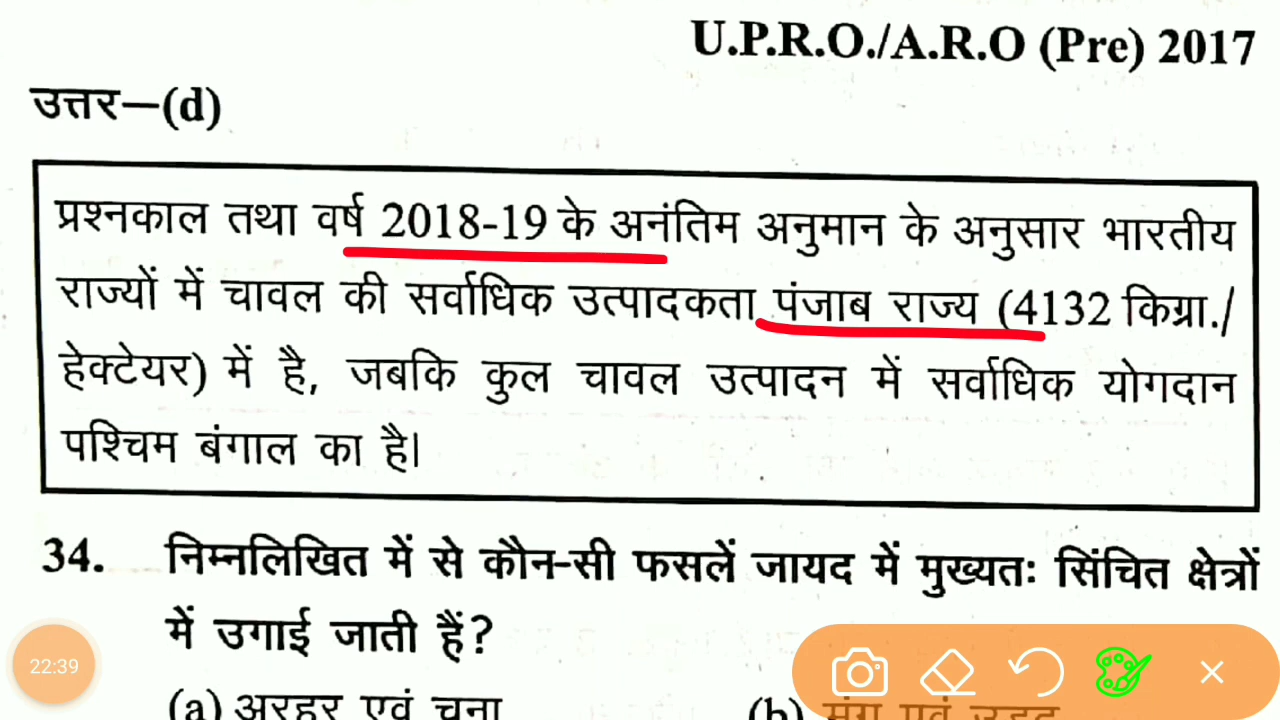 U.P.R.O./A.R.O (Pre) 2017
उत्तर–(d)
प्रश्नकाल तथा वर्ष 2018-19 के अनंतिम अनुमान के अनुसार भारतीय
राज्यों में चावल की सर्वाधिक उत्पादकता पंजाब राज्य (4132 किग्रा./
हेक्टेयर) में है, जबकि कुल चावल उत्पादन में सर्वाधिक योगदान
पश्चिम बंगाल का है।
34. निम्नलिखित में से कौन-सी फसलें जायद में मुख्यतः सिंचित क्षेत्रों
में उगाई जाती हैं?
(a) अरहर एवं चना (b) मूंग एवं उड़द
22:39